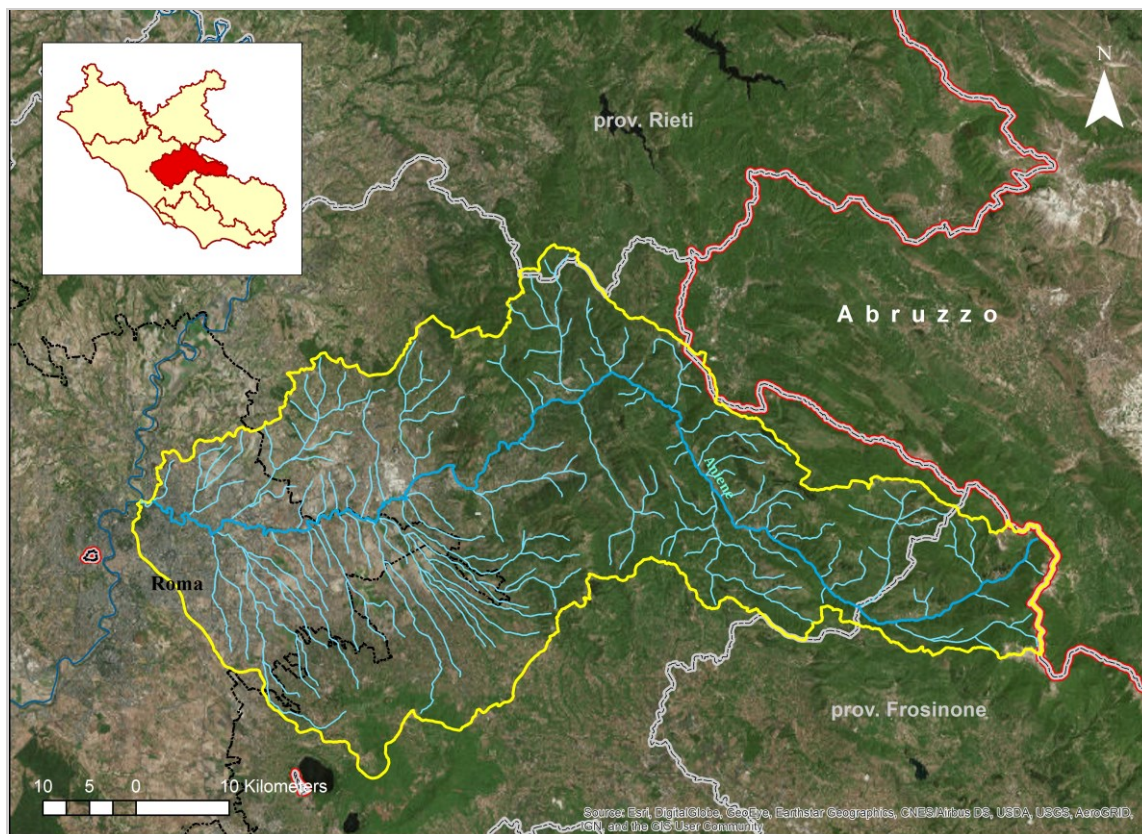 N
prov. Rieti
Abruzzo
Aniene
Roma
prov. Frosinone
10 5 0 10 Kilometers
Source: Esri, DigitalGlobe, GeoEye, Earthstar Geographics, CNES/Airbus DS, USDA, USGS, AeroGRID,
IGN, and the GIS User Community